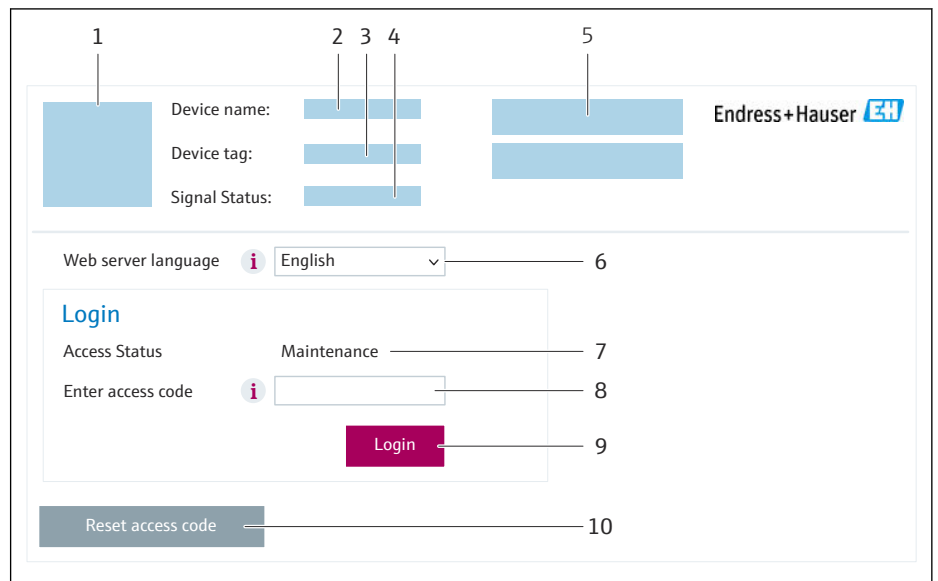 1 2 3 4 5
Device name:
Endress+Hauser EH
Device tag:
Signal Status:
Web server language i English 6
Login
Access Status Maintenance 7
Enter access code i 8
Login 9
Reset access code 10